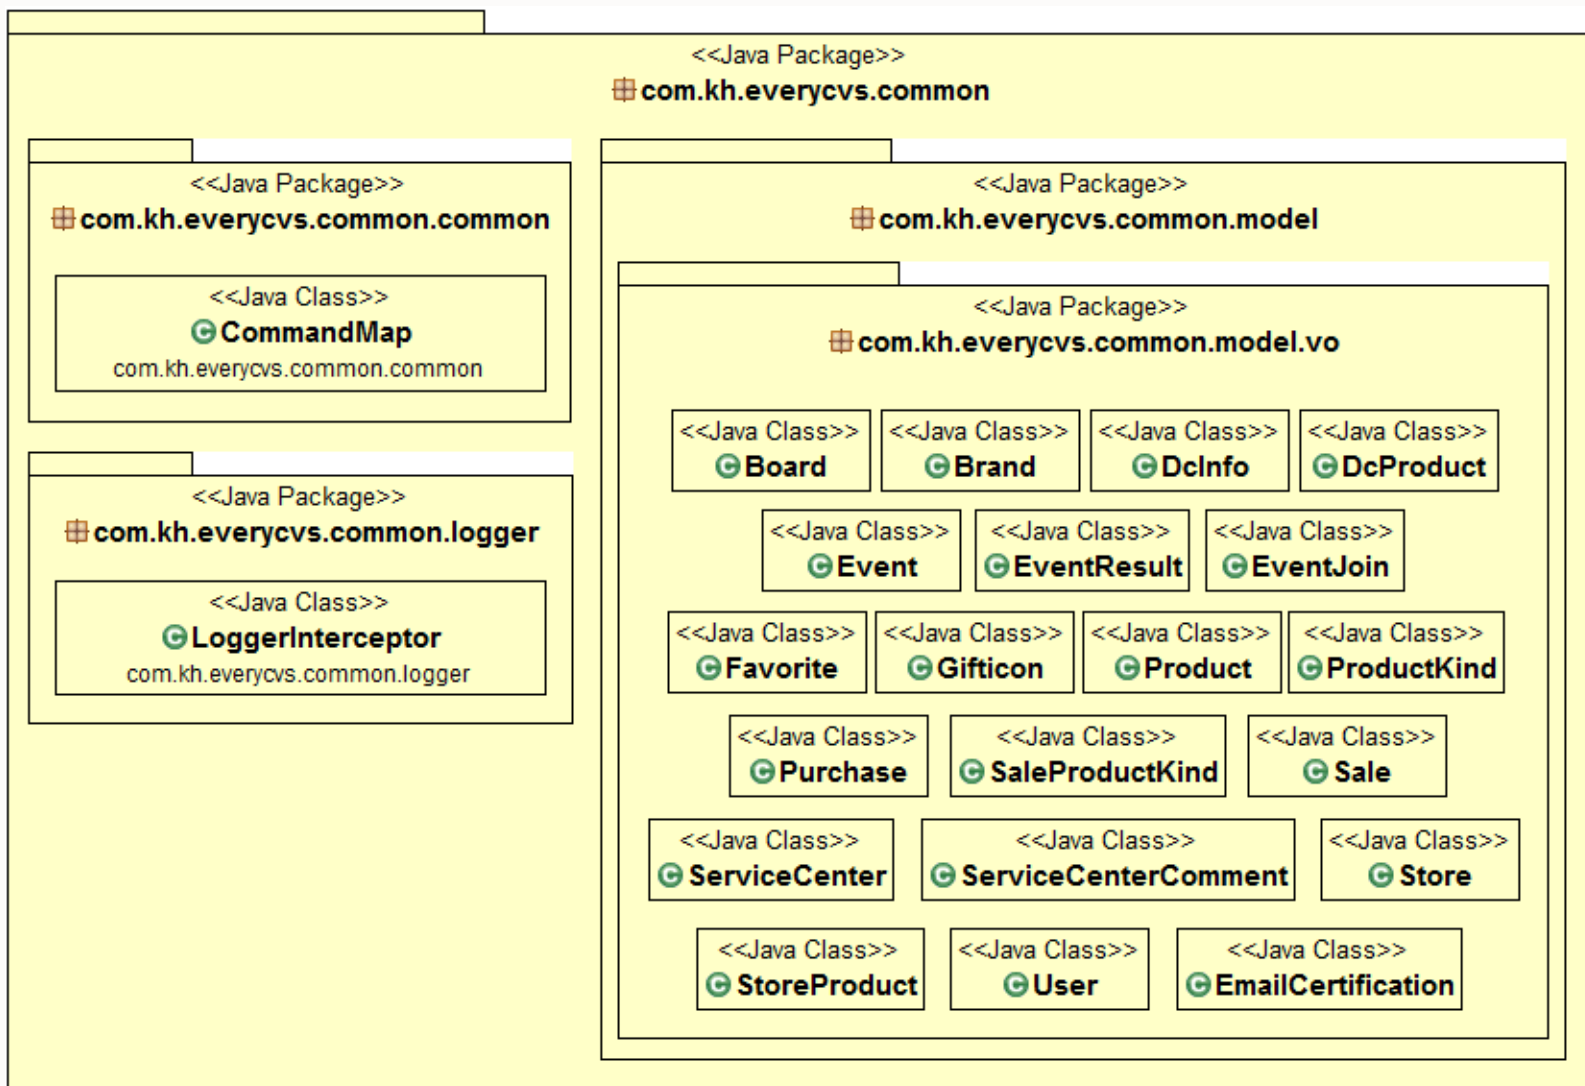 <<Java Package>>
com.kh.everycvs.common
<<Java Package>>
com.kh.everycvs.common.common
<<Java Class>>
CommandMap
com.kh.everycvs.common.common
<<Java Package>>
com.kh.everycvs.common.logger
<<Java Class>>
LoggerInterceptor
com.kh.everycvs.common.logger
<<Java Package>>
com.kh.everycvs.common.model
<<Java Package>>
com.kh.everycvs.common.model.vo
<<Java Class>> <<Java Class>> <<Java Class>> <<Java Class>>
Board Brand DcInfo DcProduct
<<Java Class>> <<Java Class>> <<Java Class>>
Event EventResult EventJoin
<<Java Class>> <<Java Class>> <<Java Class>> <<Java Class>>
Favorite Gifticon Product ProductKind
<<Java Class>> <<Java Class>> <<Java Class>>
Purchase SaleProductKind Sale
<<Java Class>> <<Java Class>> <<Java Class>>
ServiceCenter ServiceCenterComment Store
<<Java Class>> <<Java Class>> <<Java Class>>
StoreProduct User EmailCertification